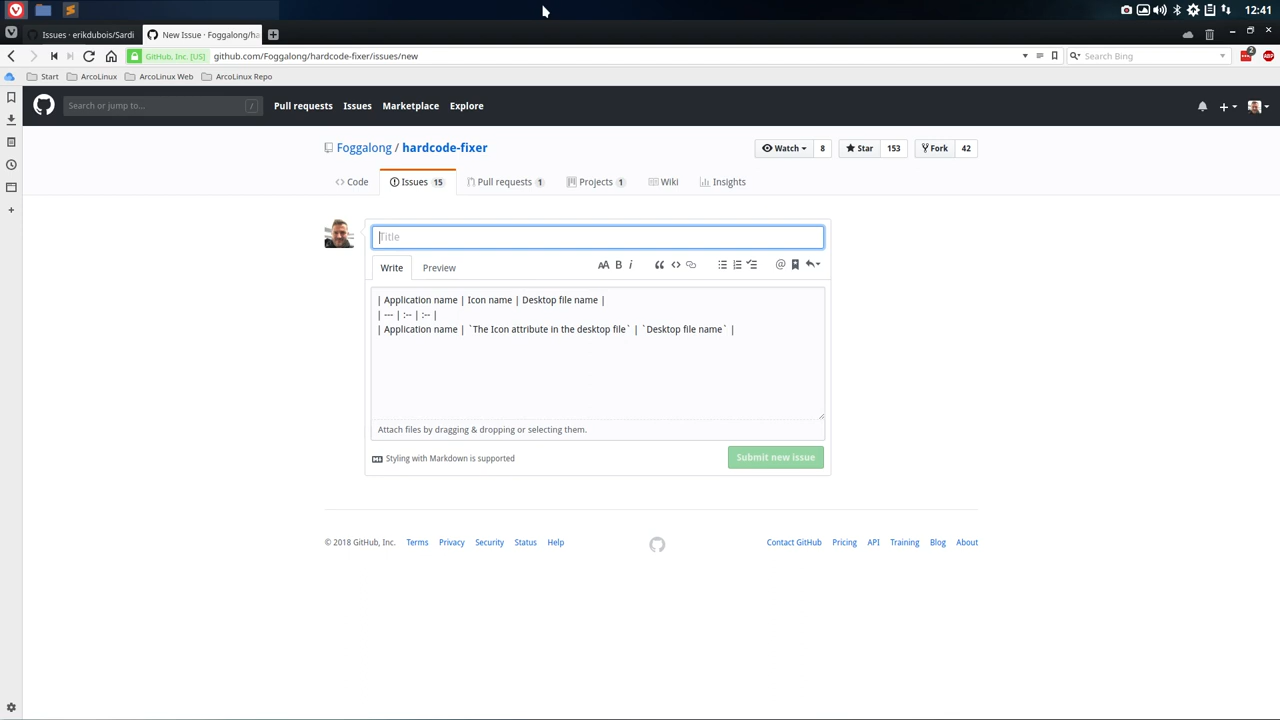 12:41
Issues · erikdubois/Sardi
New Issue · Foggalong/ha
GitHub, Inc. [US]
github.com/Foggalong/hardcode-fixer/issues/new
Search Bing
2
ABP
Start
ArcoLinux
ArcoLinux Web
ArcoLinux Repo
Search or jump to...
/
Pull requests
Issues
Marketplace
Explore
Foggalong / hardcode-fixer
Watch
8
Star
153
Fork
42
Code
Issues 15
Pull requests 1
Projects 1
Wiki
Insights
Title
Write
Preview
AA B i
@
| Application name | Icon name | Desktop file name |
| --- | :-- | :-- |
| Application name | `The Icon attribute in the desktop file` | `Desktop file name` |
Attach files by dragging & dropping or selecting them.
Styling with Markdown is supported
Submit new issue
© 2018 GitHub, Inc.
Terms
Privacy
Security
Status
Help
Contact GitHub
Pricing
API
Training
Blog
About